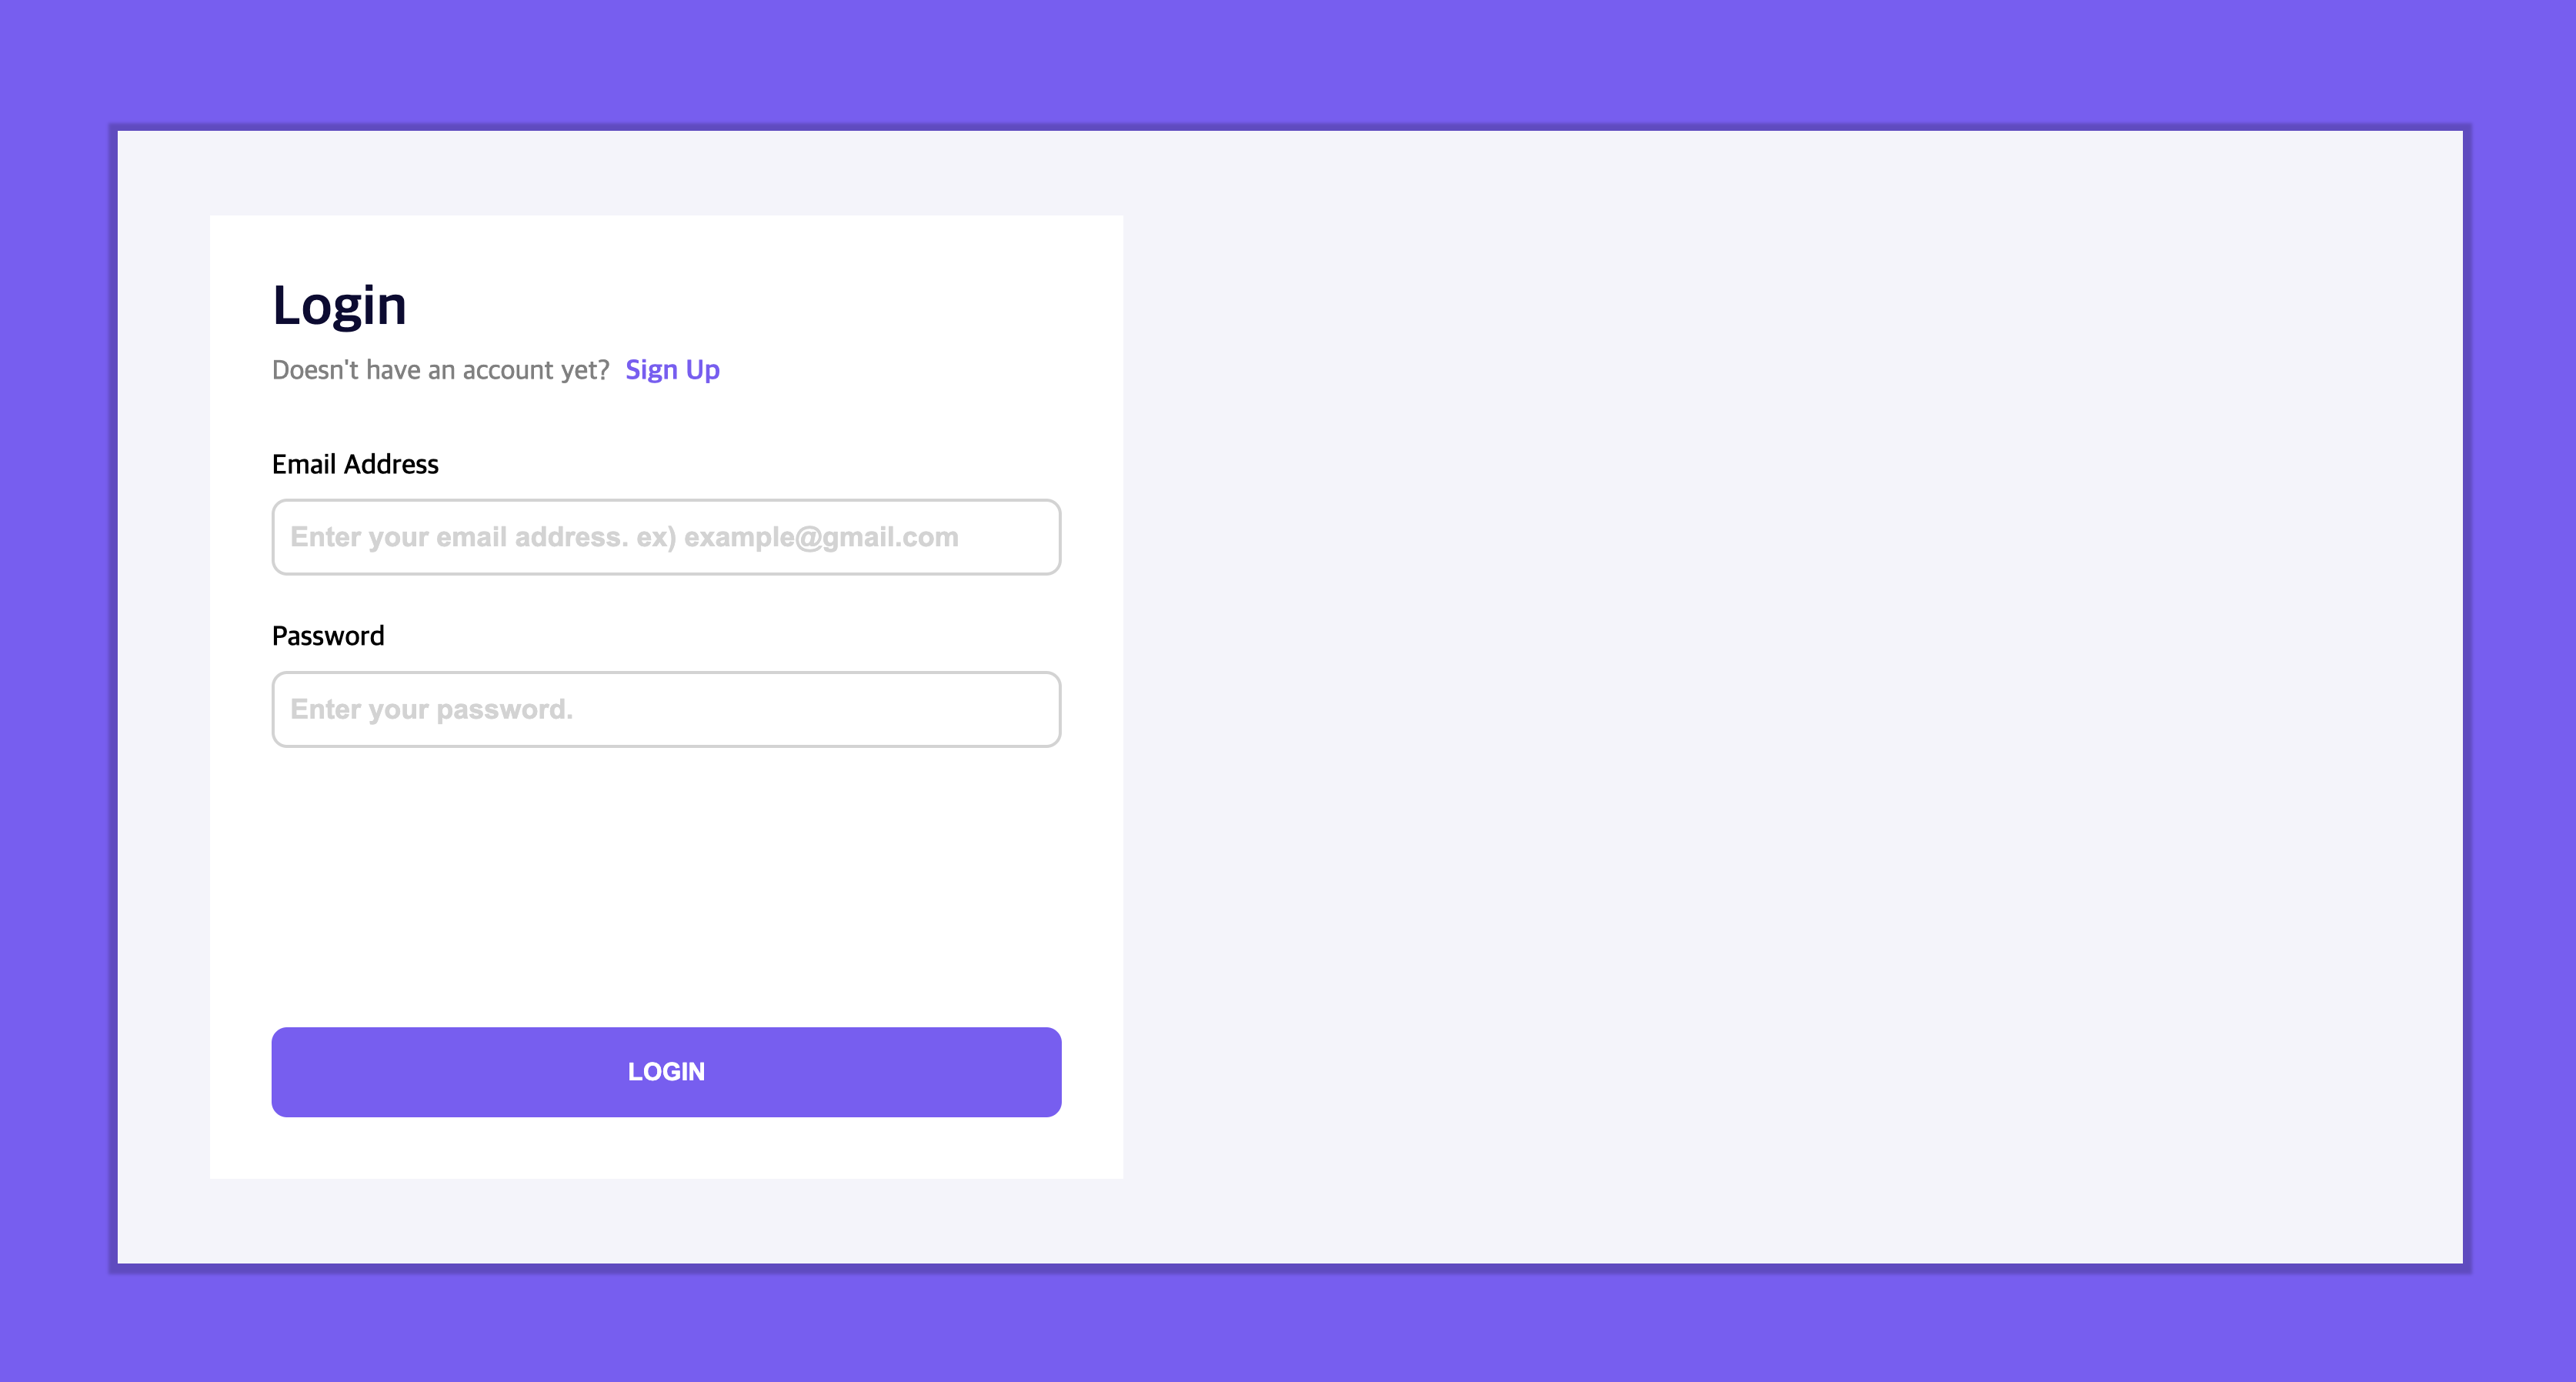 Login
Doesn't have an account yet? Sign Up
Email Address
Enter your email address. ex) example@gmail.com
Password
Enter your password.
LOGIN